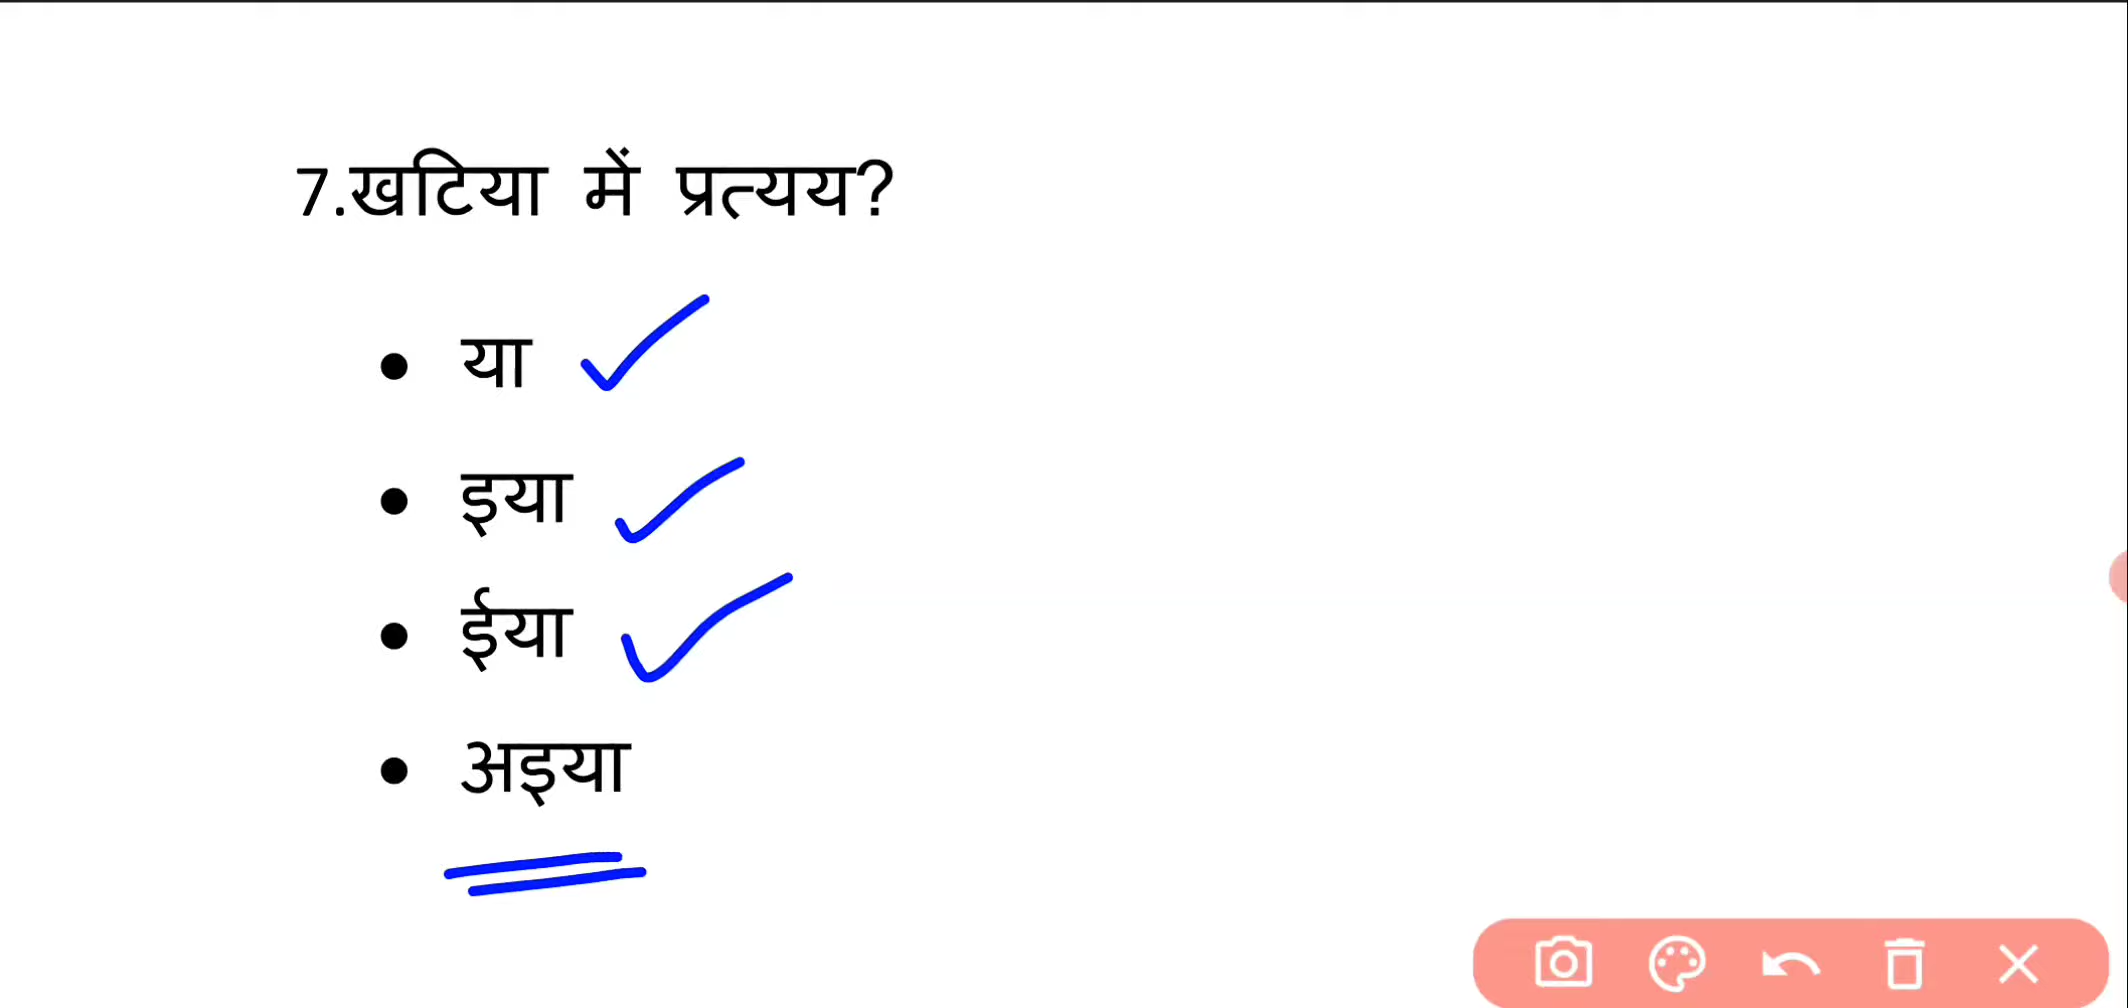 7.खटिया में प्रत्यय?
• या
• इया
• ईया
• अइया